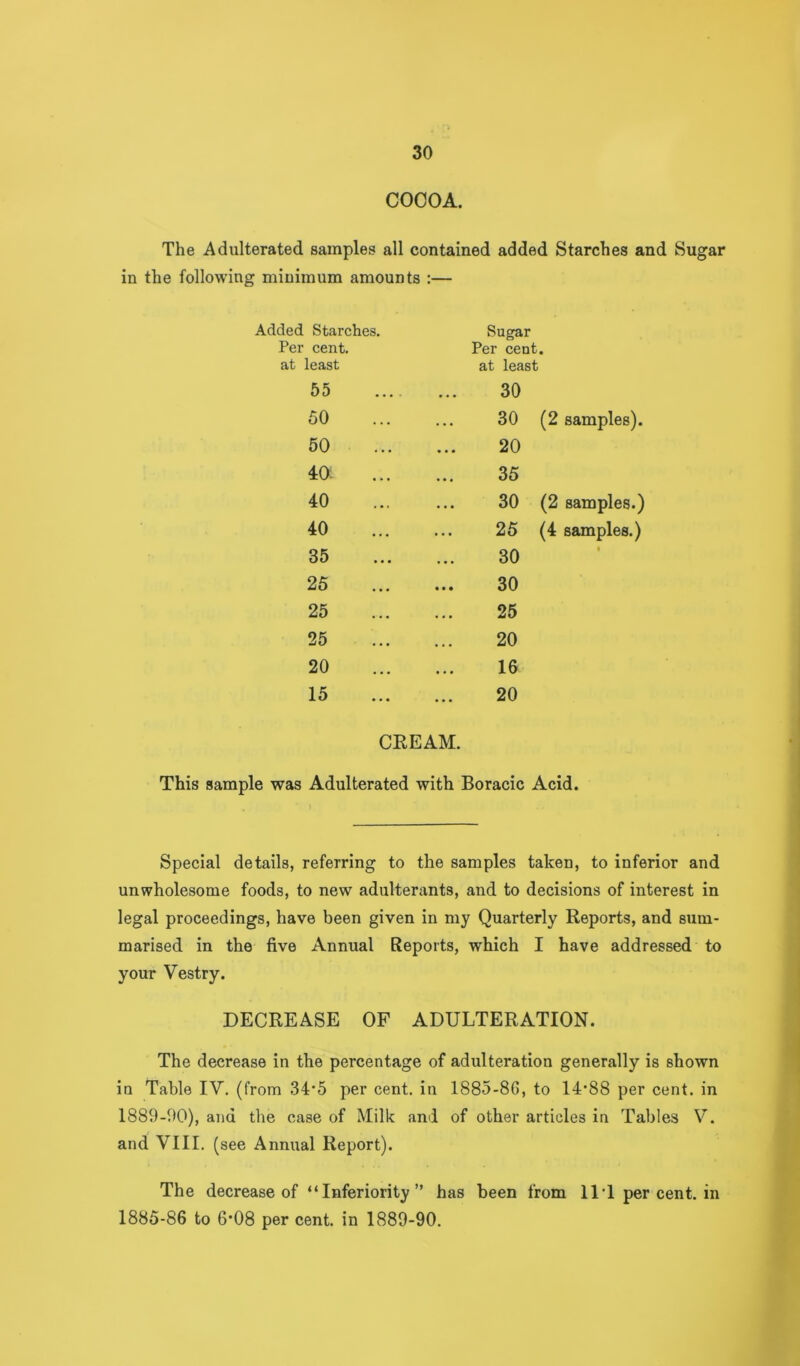 30
COCOA.
The Adulterated samples all contained added Starches and Sugar
in the following minimum amounts :—
Added Starches. Sugar
Per cent. Per cent.
at least at least
55 .... ... 30
50 ... ... 30 (2 samples).
50 ... ... 20
40 ... ... 35
40 ... ... 30 (2 samples.)
40 ... ... 25 (4 samples.)
35 ... ... 30
25 ... ... 30
25 ... ... 25
25 ... ... 20
20 ... ... 16
15 ... ... 20
CREAM.
This sample was Adulterated with Boracic Acid.
Special details, referring to the samples taken, to inferior and
unwholesome foods, to new adulterants, and to decisions of interest in
legal proceedings, have been given in my Quarterly Reports, and sum-
marised in the five Annual Reports, which I have addressed to
your Vestry.
DECREASE OF ADULTERATION.
The decrease in the percentage of adulteration generally is shown
in Table IV. (from 34·5 per cent. in 1885-86, to 14·88 per cent. in
1889-90), and the case of Milk and of other articles in Tables V.
and VIII. (see Annual Report).
The decrease of “Inferiority” has been from 11·1 per cent. in
1885-86 to 6·08 per cent. in 1889-90.